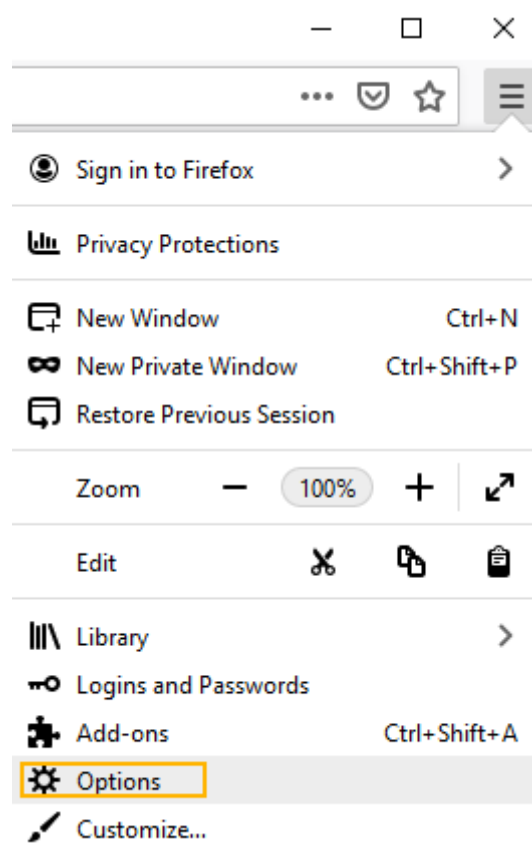 Sign in to Firefox
Privacy Protections
New Window Ctrl+N
New Private Window Ctrl+Shift+P
Restore Previous Session
Zoom 100%
Edit
Library
Logins and Passwords
Add-ons Ctrl+Shift+A
Options
Customize...